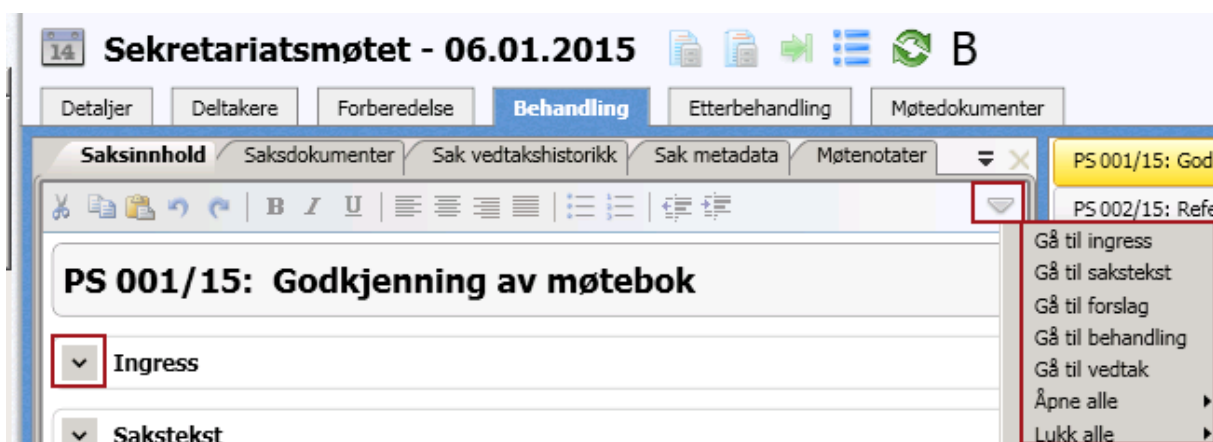 14 Sekretariatsmøtet - 06.01.2015 B
Detaljer Deltakere Forberedelse Behandling Etterbehandling Møtedokumenter
Saksinnhold Saksdokumenter Sak vedtakshistorikk Sak metadata Møtenotater
PS 001/15: God
B I U
PS 002/15: Refe
PS 001/15: Godkjenning av møtebok
Ingress
Sakstekst
Gå til ingress
Gå til sakstekst
Gå til forslag
Gå til behandling
Gå til vedtak
Åpne alle
Lukk alle